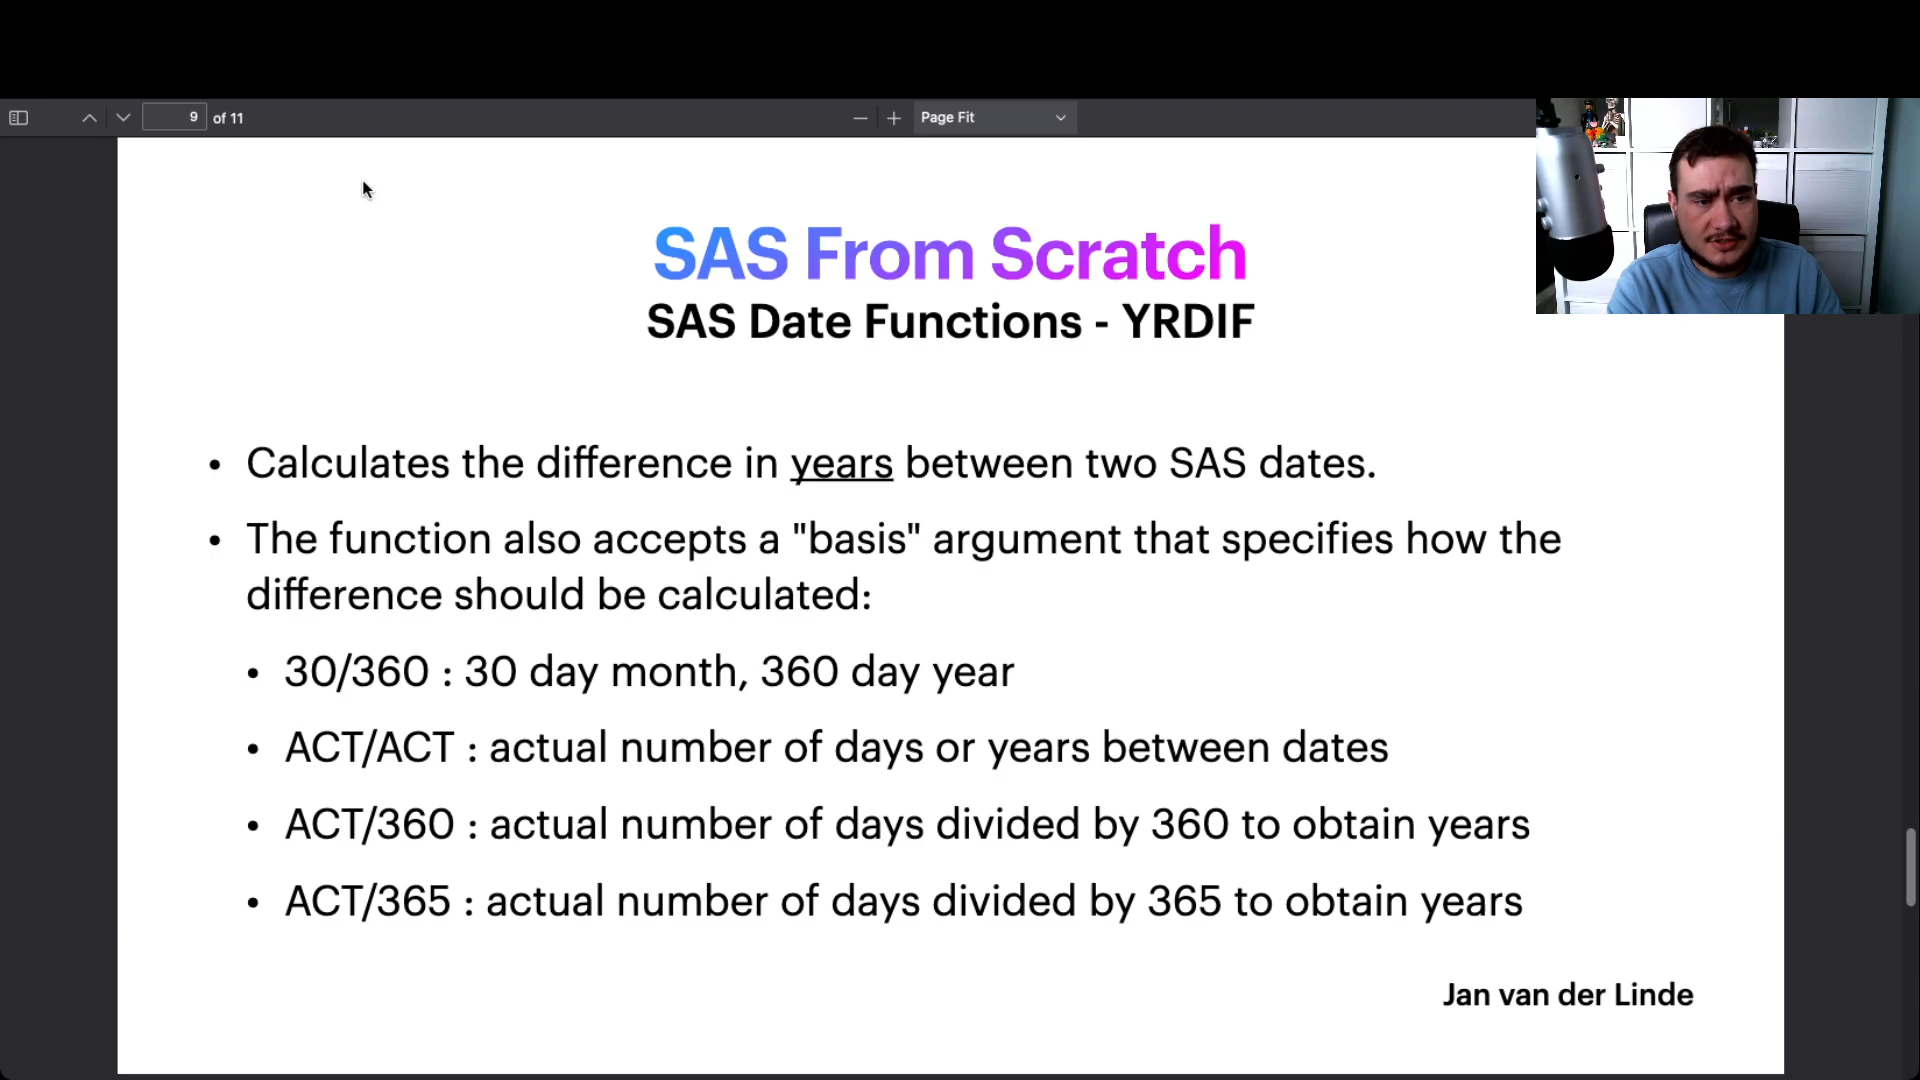 9 of 11
Page Fit
SAS From Scratch
SAS Date Functions - YRDIF
• Calculates the difference in years between two SAS dates.
• The function also accepts a "basis" argument that specifies how the
difference should be calculated:
• 30/360 : 30 day month, 360 day year
• ACT/ACT : actual number of days or years between dates
• ACT/360 : actual number of days divided by 360 to obtain years
• ACT/365 : actual number of days divided by 365 to obtain years
Jan van der Linde